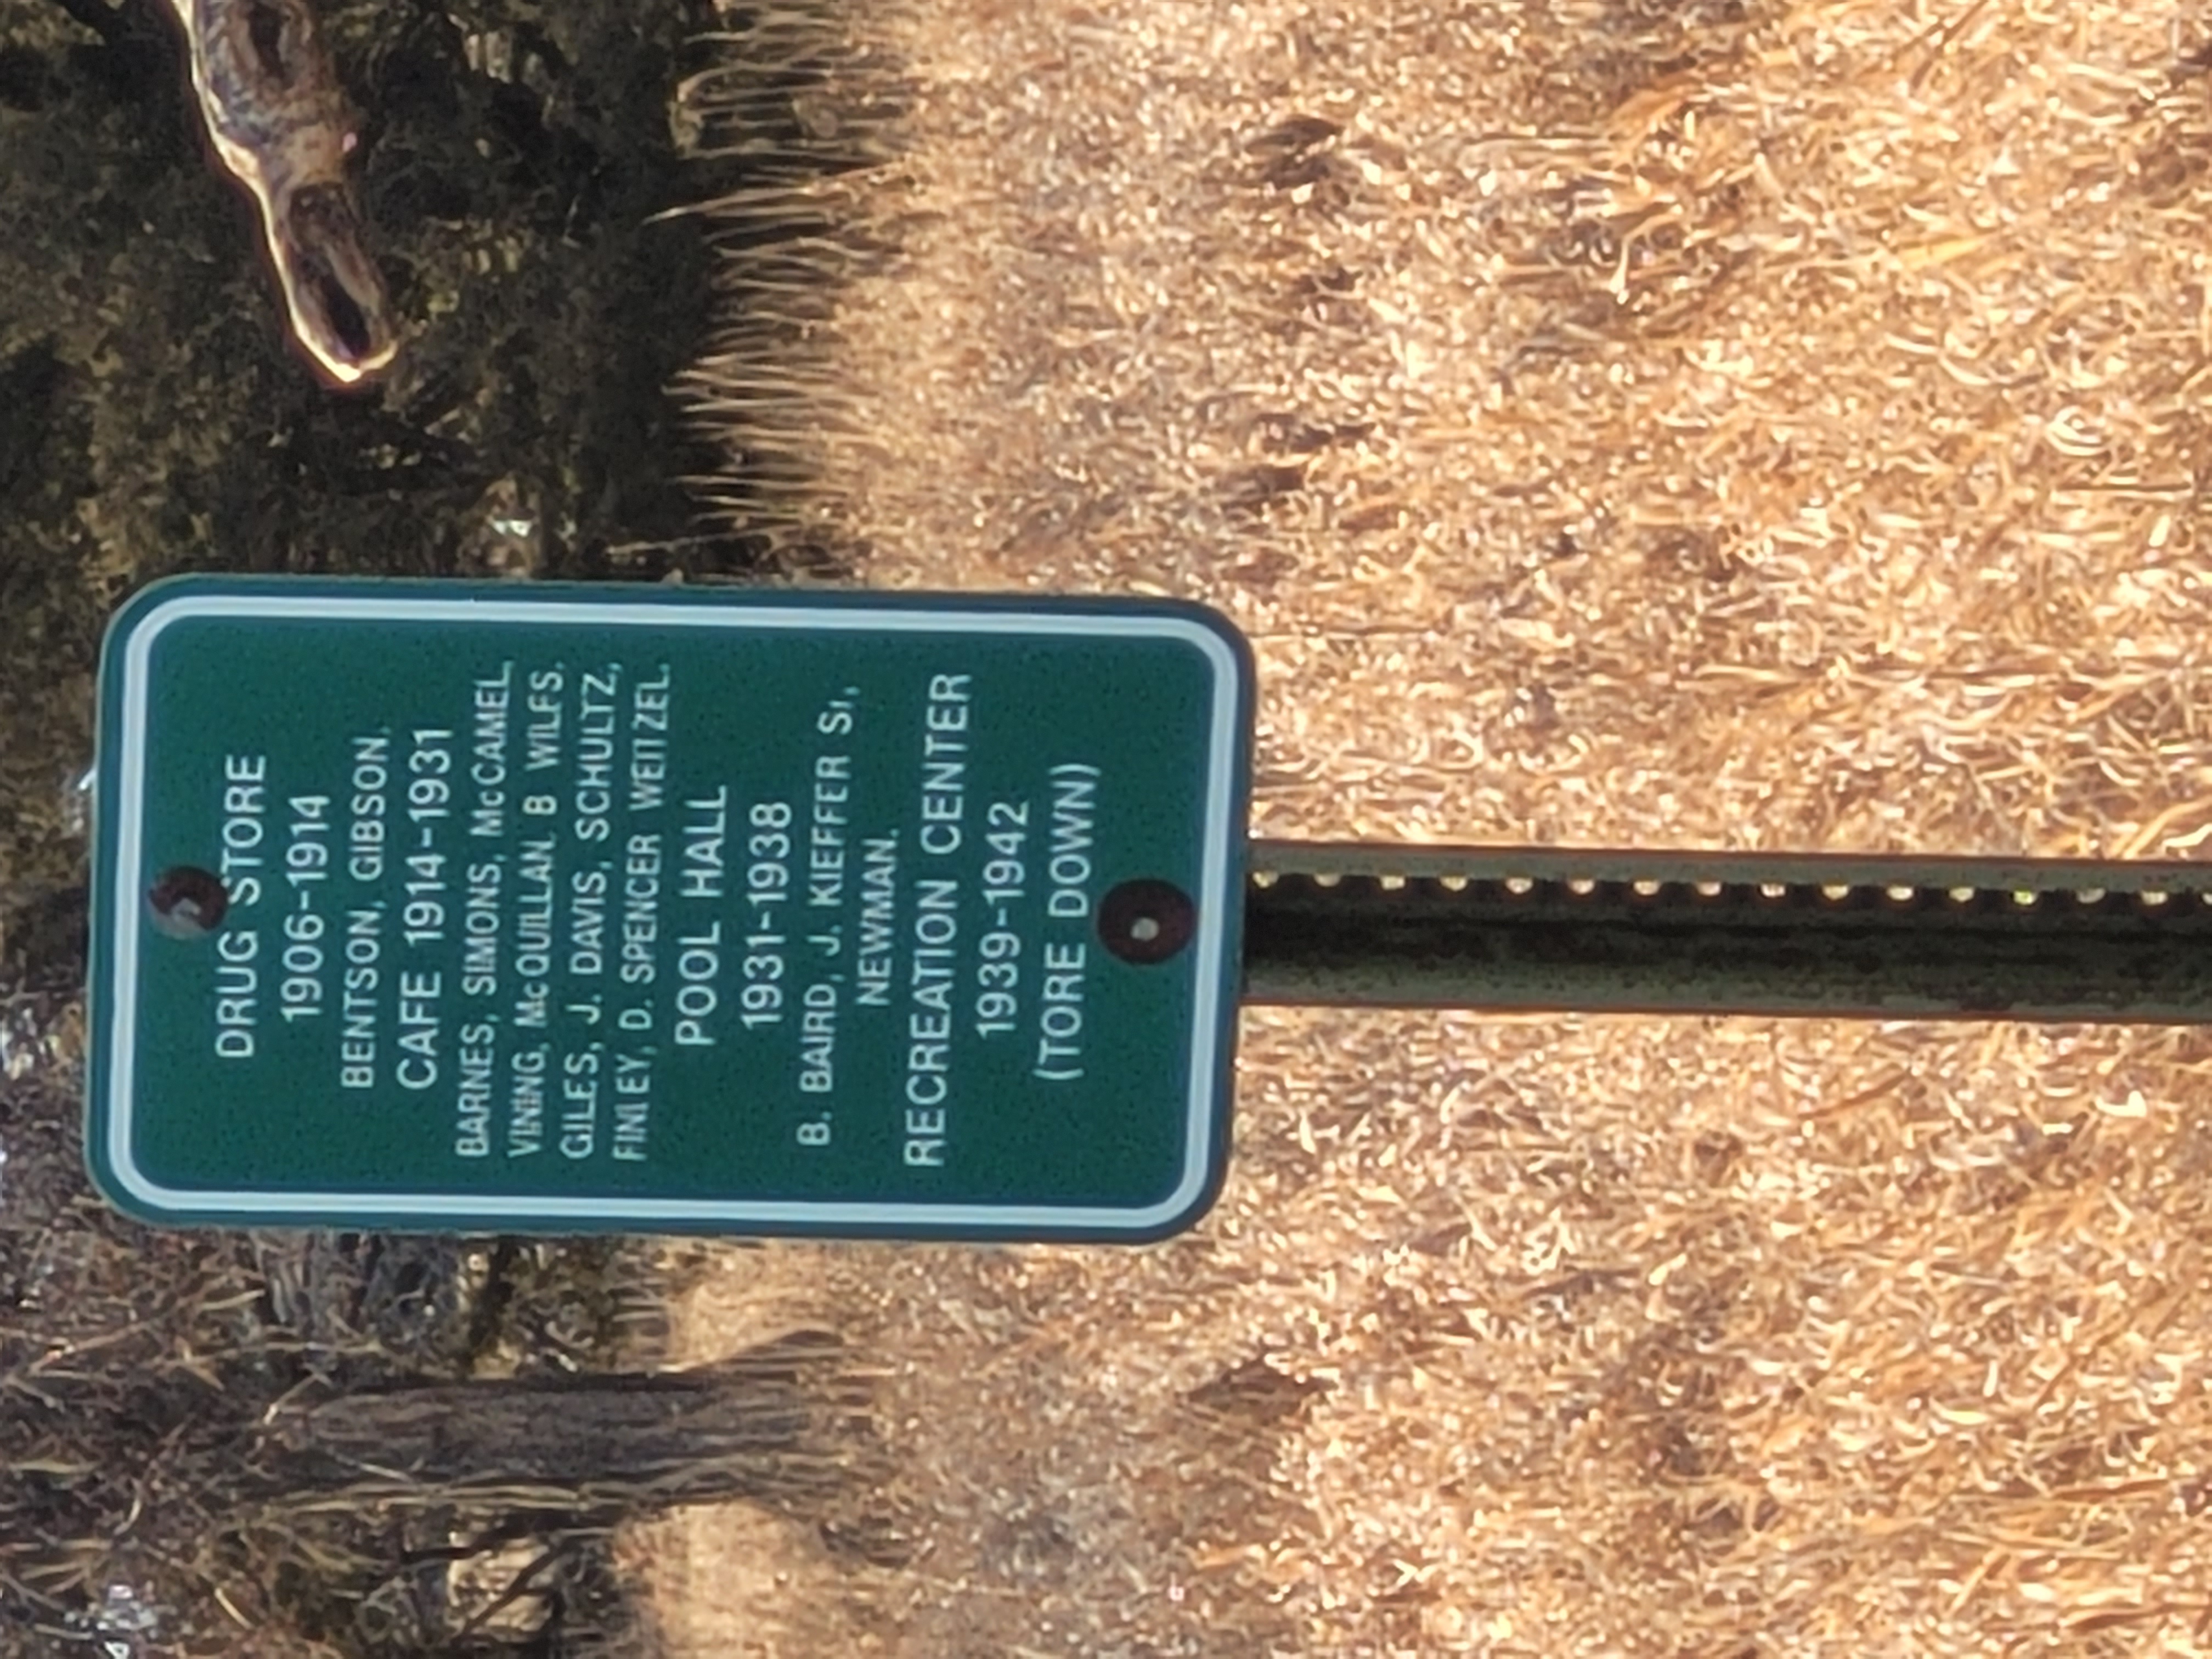 DRUG STORE
1906-1914
BENTSON, GIBSON,
CAFE 1914-1931
BARNES, SIMONS, McCAMEL,
VINING, McQUILLAN, B
GILES, J. DAVIS, SCHULTZ,
FINLEY, D. SPENCER WEITZEL.
POOL HALL
1931-1938
B. BAIRD, J. KIEFFER Sr,
NEWMAN.
RECREATION CENTER
1939-1942
(TORE DOWN)